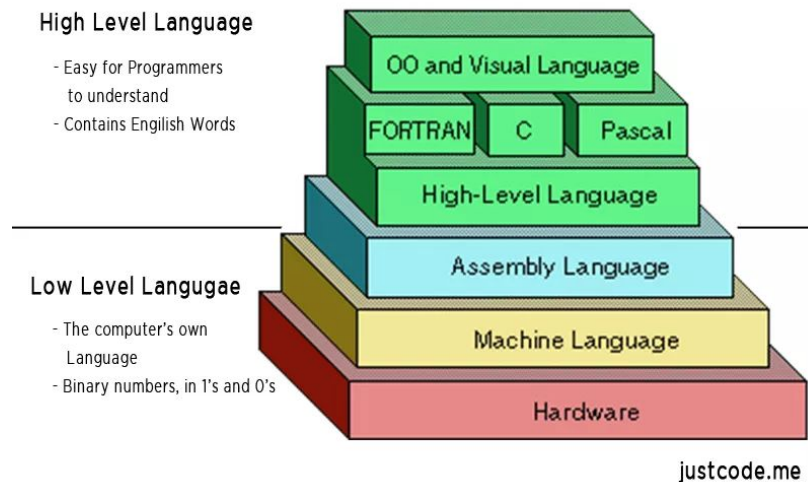 High Level Language
- Easy for Programmers
to understand
- Contains Engilish Words
OO and Visual Language
FORTRAN C Pascal
High-Level Language
Assembly Language
Low Level Langugae
- The computer's own
Language
- Binary numbers, in 1's and 0's
Machine Language
Hardware
justcode.me